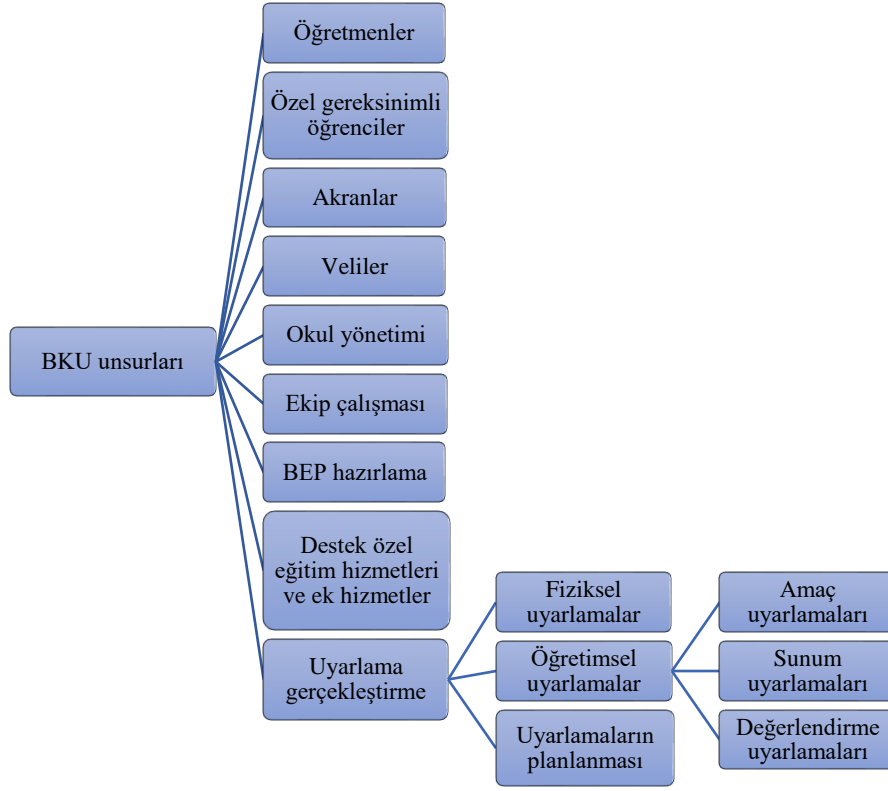 BKU unsurları
Öğretmenler
Özel gereksinimli
öğrenciler
Akranlar
Veliler
Okul yönetimi
Ekip çalışması
BEP hazırlama
Destek özel
eğitim hizmetleri
ve ek hizmetler
Uyarlama
gerçekleştirme
Fiziksel
uyarlamalar
Öğretimsel
uyarlamalar
Uyarlamaların
planlanması
Amaç
uyarlamaları
Sunum
uyarlamaları
Değerlendirme
uyarlamaları